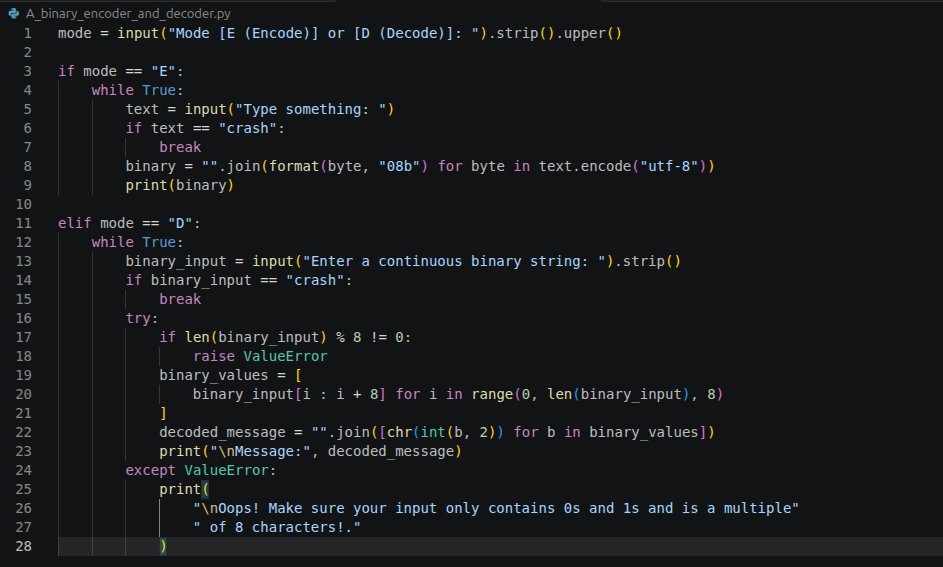 A_binary_encoder_and_decoder.py
1 mode = input("Mode [E (Encode)] or [D (Decode)]: ").strip().upper()
2
3 if mode == "E":
4     while True:
5         text = input("Type something: ")
6         if text == "crash":
7             break
8         binary = "".join(format(byte, "08b") for byte in text.encode("utf-8"))
9         print(binary)
10
11 elif mode == "D":
12     while True:
13         binary_input = input("Enter a continuous binary string: ").strip()
14         if binary_input == "crash":
15             break
16         try:
17             if len(binary_input) % 8 != 0:
18                 raise ValueError
19             binary_values = [
20                 binary_input[i : i + 8] for i in range(0, len(binary_input), 8)
21             ]
22             decoded_message = "".join([chr(int(b, 2)) for b in binary_values])
23             print("\nMessage:", decoded_message)
24         except ValueError:
25             print(
26                 "\nOops! Make sure your input only contains 0s and 1s and is a multiple"
27                 " of 8 characters!."
28             )